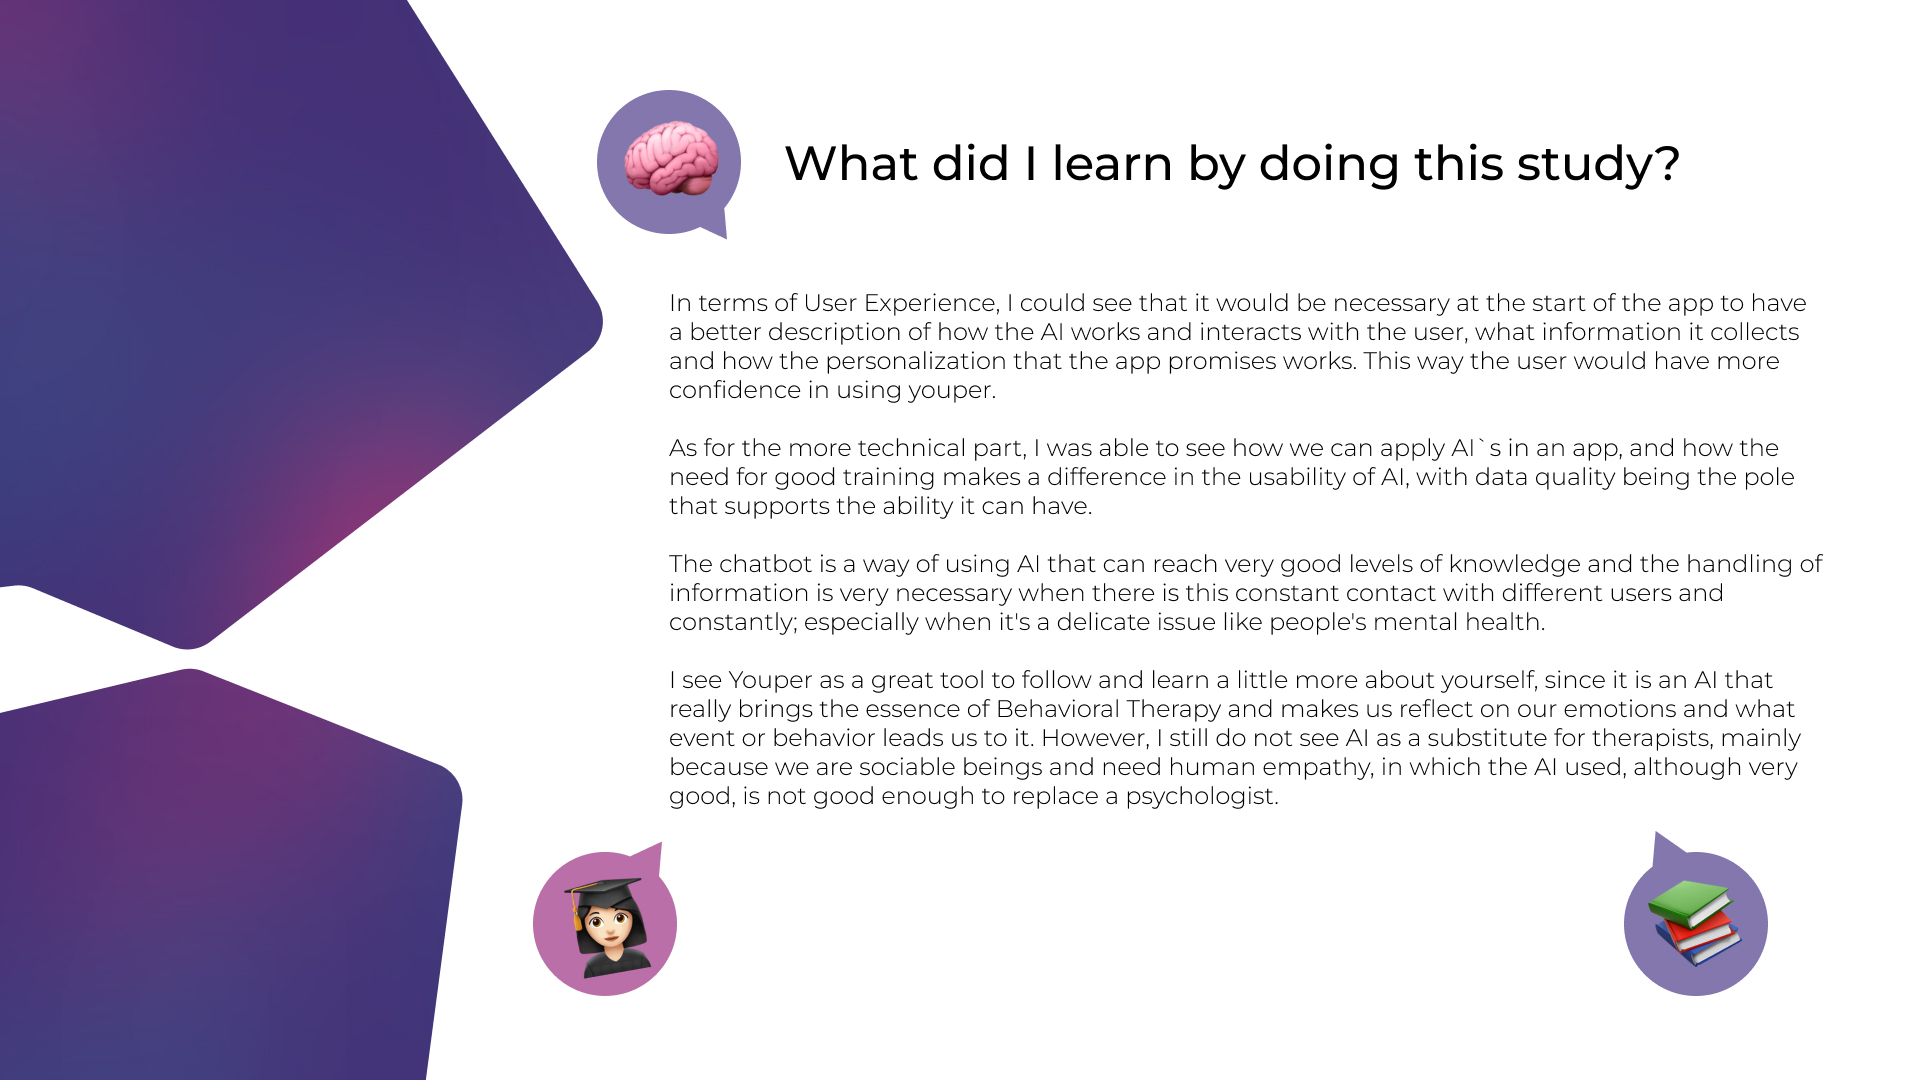 What did I learn by doing this study?
In terms of User Experience, I could see that it would be necessary at the start of the app to have
a better description of how the AI works and interacts with the user, what information it collects
and how the personalization that the app promises works. This way the user would have more
confidence in using youper.
As for the more technical part, I was able to see how we can apply AI`s in an app, and how the
need for good training makes a difference in the usability of AI, with data quality being the pole
that supports the ability it can have.
The chatbot is a way of using AI that can reach very good levels of knowledge and the handling of
information is very necessary when there is this constant contact with different users and
constantly; especially when it's a delicate issue like people's mental health.
I see Youper as a great tool to follow and learn a little more about yourself, since it is an AI that
really brings the essence of Behavioral Therapy and makes us reflect on our emotions and what
event or behavior leads us to it. However, I still do not see AI as a substitute for therapists, mainly
because we are sociable beings and need human empathy, in which the AI used, although very
good, is not good enough to replace a psychologist.